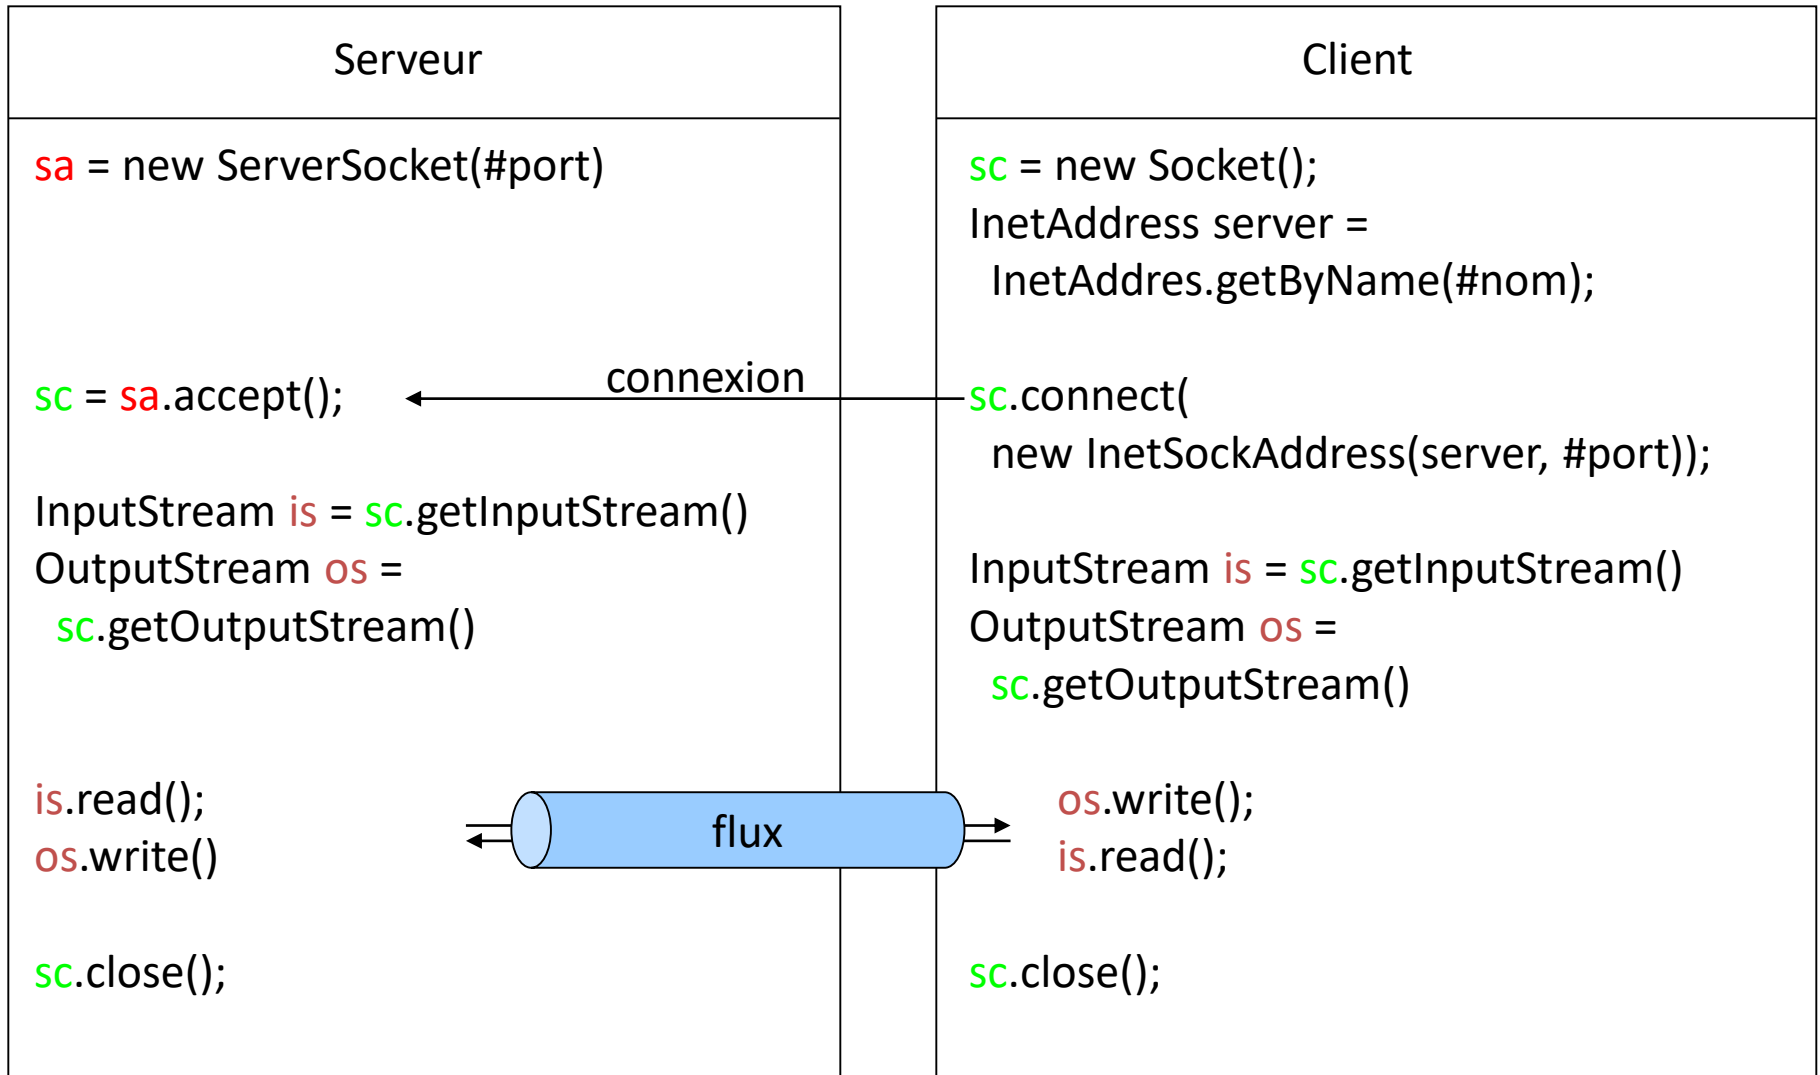 Serveur
sa = new ServerSocket(#port)
sc = sa.accept();
InputStream is = sc.getInputStream()
OutputStream os =
sc.getOutputStream()
is.read();
os.write()
sc.close();
connexion
flux
Client
sc = new Socket();
InetAddress server =
InetAddres.getByName(#nom);
sc.connect(
new InetSockAddress(server, #port));
InputStream is = sc.getInputStream()
OutputStream os =
sc.getOutputStream()
os.write();
is.read();
sc.close();